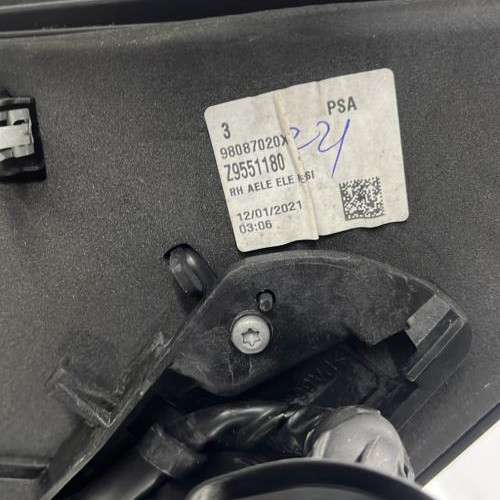 3 PSA
98087020X
Z9551180
RH AELE ELE
12/01/2021
03:06